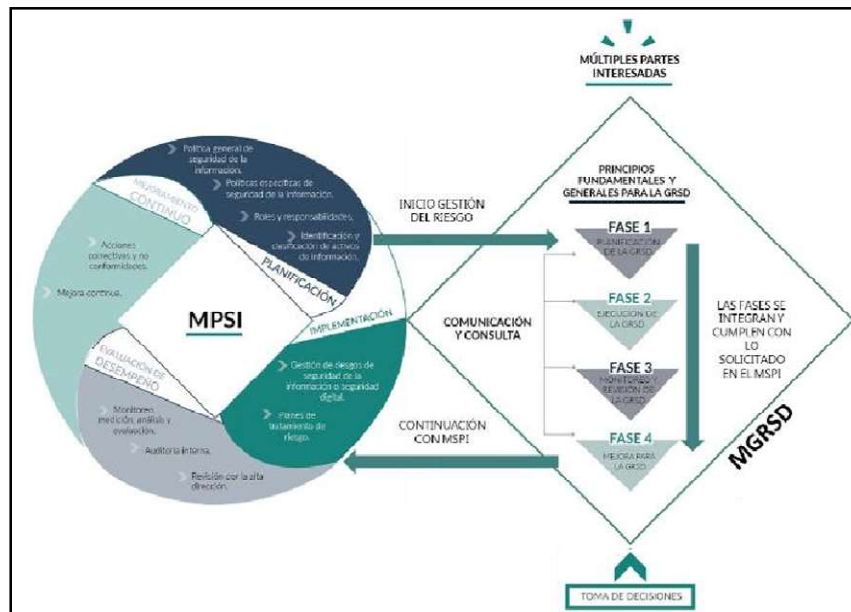 MÚLTIPLES PARTES
INTERESADAS
Política general de
seguridad de la
información.
Políticas específicas de
seguridad de la información.
Roles y responsabilidades.
Identificación y
clasificación de activos
de información.
PLANIFICACIÓN
MEJORAMIENTO
CONTINUO
Acciones
correctivas y no
conformidades.
Mejora continua.
MPSI
IMPLEMENTACIÓN
Gestión de riesgos de
seguridad de la
información o seguridad
digital.
Planes de
tratamiento de
riesgo.
EVALUACIÓN DE
DESEMPEÑO
Monitoreo
medición, análisis y
evaluación.
Auditoría interna.
Revisión por la alta
dirección.
INICIO GESTIÓN
DEL RIESGO
COMUNICACIÓN
Y CONSULTA
CONTINUACIÓN
CON MSPI
PRINCIPIOS
FUNDAMENTALES Y
GENERALES PARA LA GRSD
FASE 1
PLANIFICACIÓN
DE LA GRSD
FASE 2
EJECUCIÓN DE
LA GRSD
FASE 3
MONITOREO Y
REVISIÓN DE
LA GRSD
FASE 4
MEJORA PARA
LA GRSD
LAS FASES SE
INTEGRAN Y
CUMPLEN CON
LO
SOLICITADO
EN EL MSPI
MGRSD
TOMA DE DECISIONES